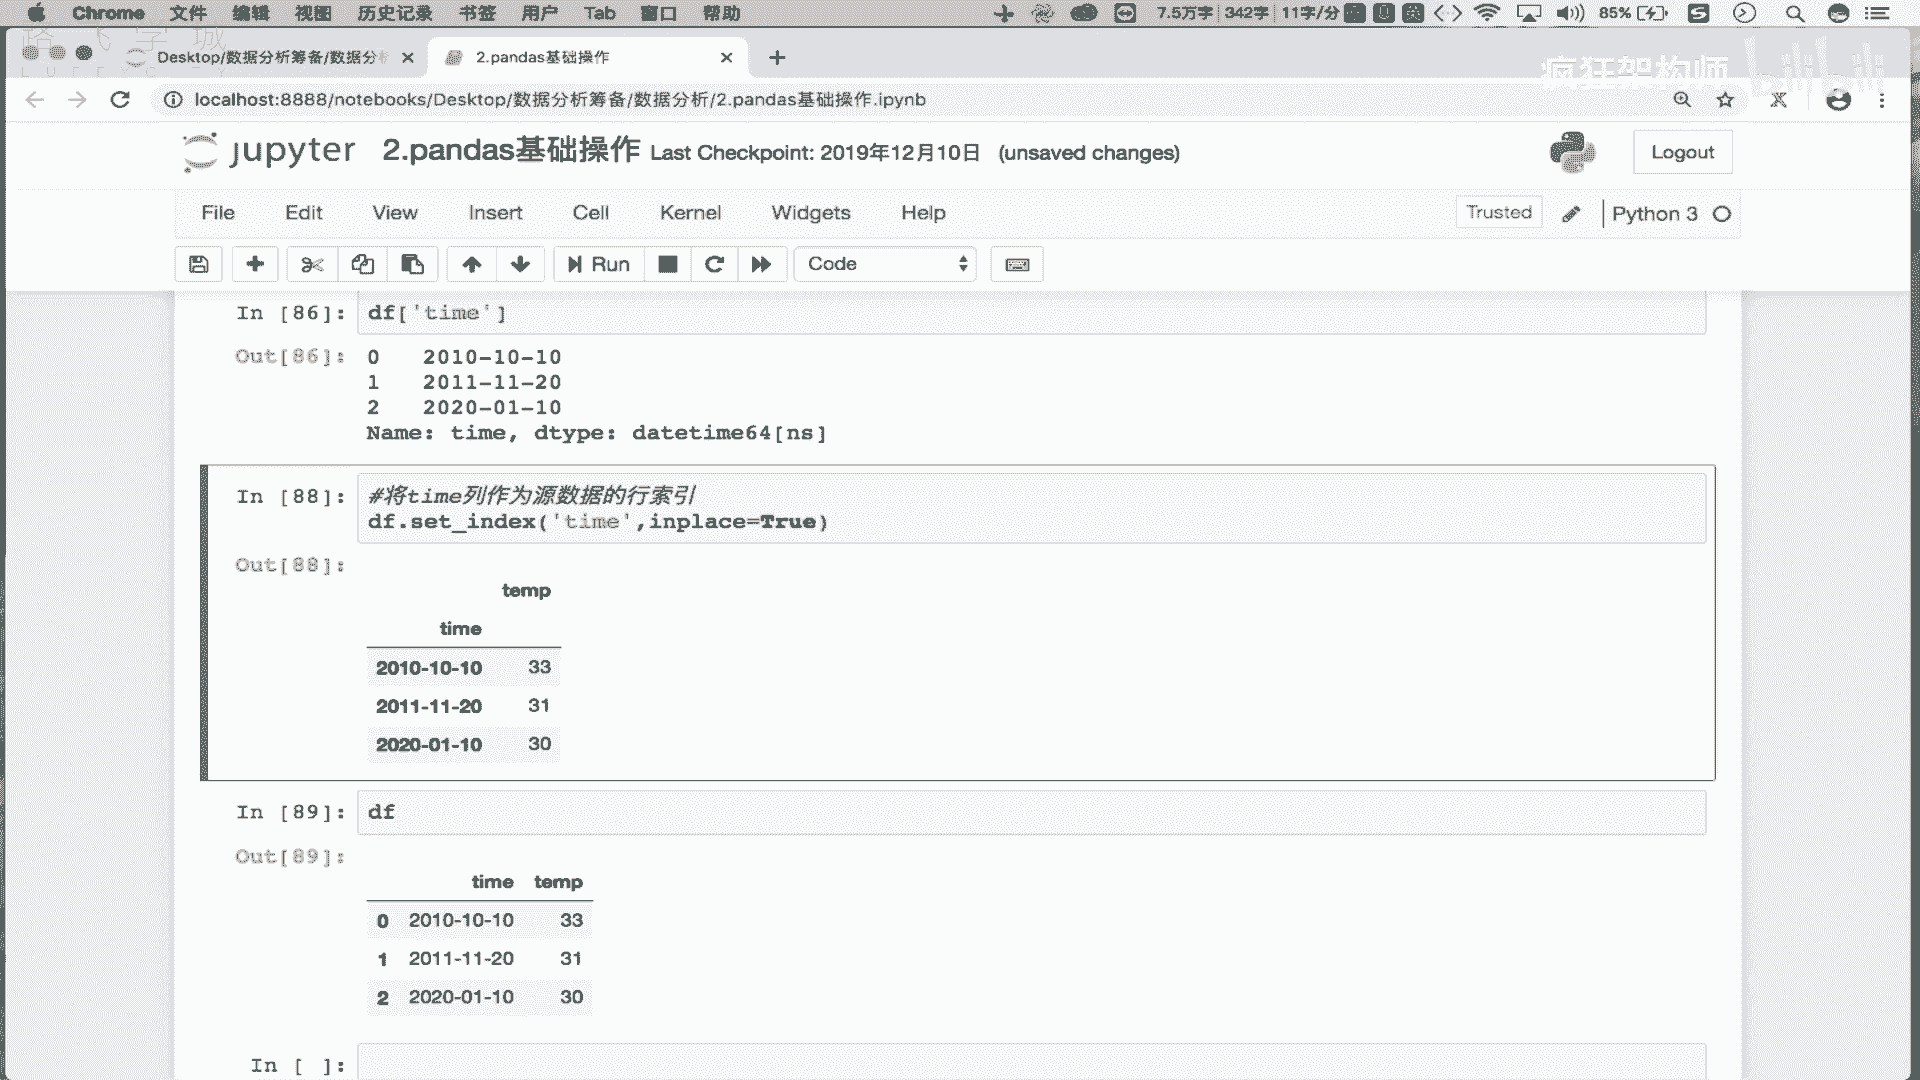 Chrome 文件 编辑 视图 历史记录 书签 用户 Tab 窗口 帮助 7.5万字 342字 11字/分 85%
Desktop/数据分析筹备/数据分析 2.pandas基础操作
疯狂架构师 bilibili
localhost:8888/notebooks/Desktop/数据分析筹备/数据分析/2.pandas基础操作.ipynb
jupyter 2.pandas基础操作 Last Checkpoint: 2019年12月10日 (unsaved changes) Logout
File Edit View Insert Cell Kernel Widgets Help Trusted Python 3
Run Code
In [86]: df['time']
Out[86]: 0 2010-10-10
1 2011-11-20
2 2020-01-10
Name: time, dtype: datetime64[ns]
In [88]: #将time列作为源数据的行索引
df.set_index('time',inplace=True)
Out[88]:
temp
time
2010-10-10 33
2011-11-20 31
2020-01-10 30
In [89]: df
Out[89]:
time temp
0 2010-10-10 33
1 2011-11-20 31
2 2020-01-10 30
In [ ]: